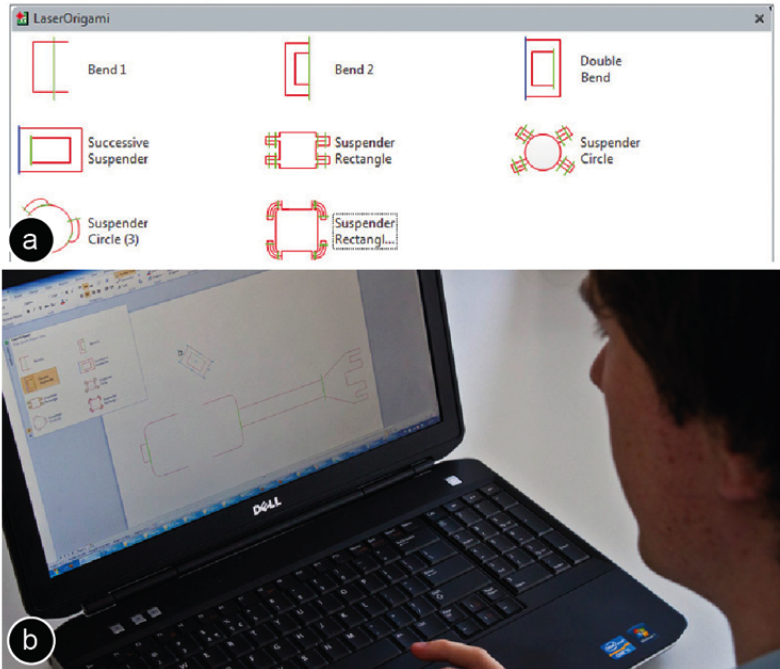 LaserOrigami
Bend 1
Bend 2
Double
Bend
Successive
Suspender
Suspender
Rectangle
Suspender
Circle
Suspender
Circle (3)
Suspender
Rectangl...
a
DELL
b